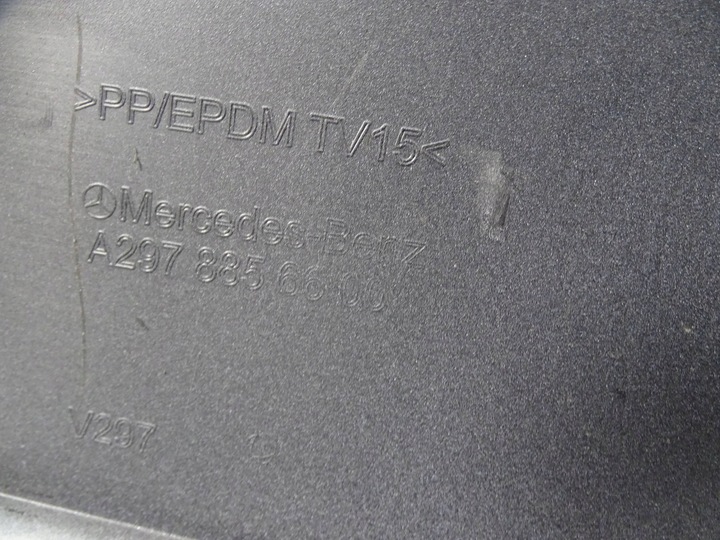 >PP/EPDM TV15<
Mercedes-Benz
A297 885 66 00
V297